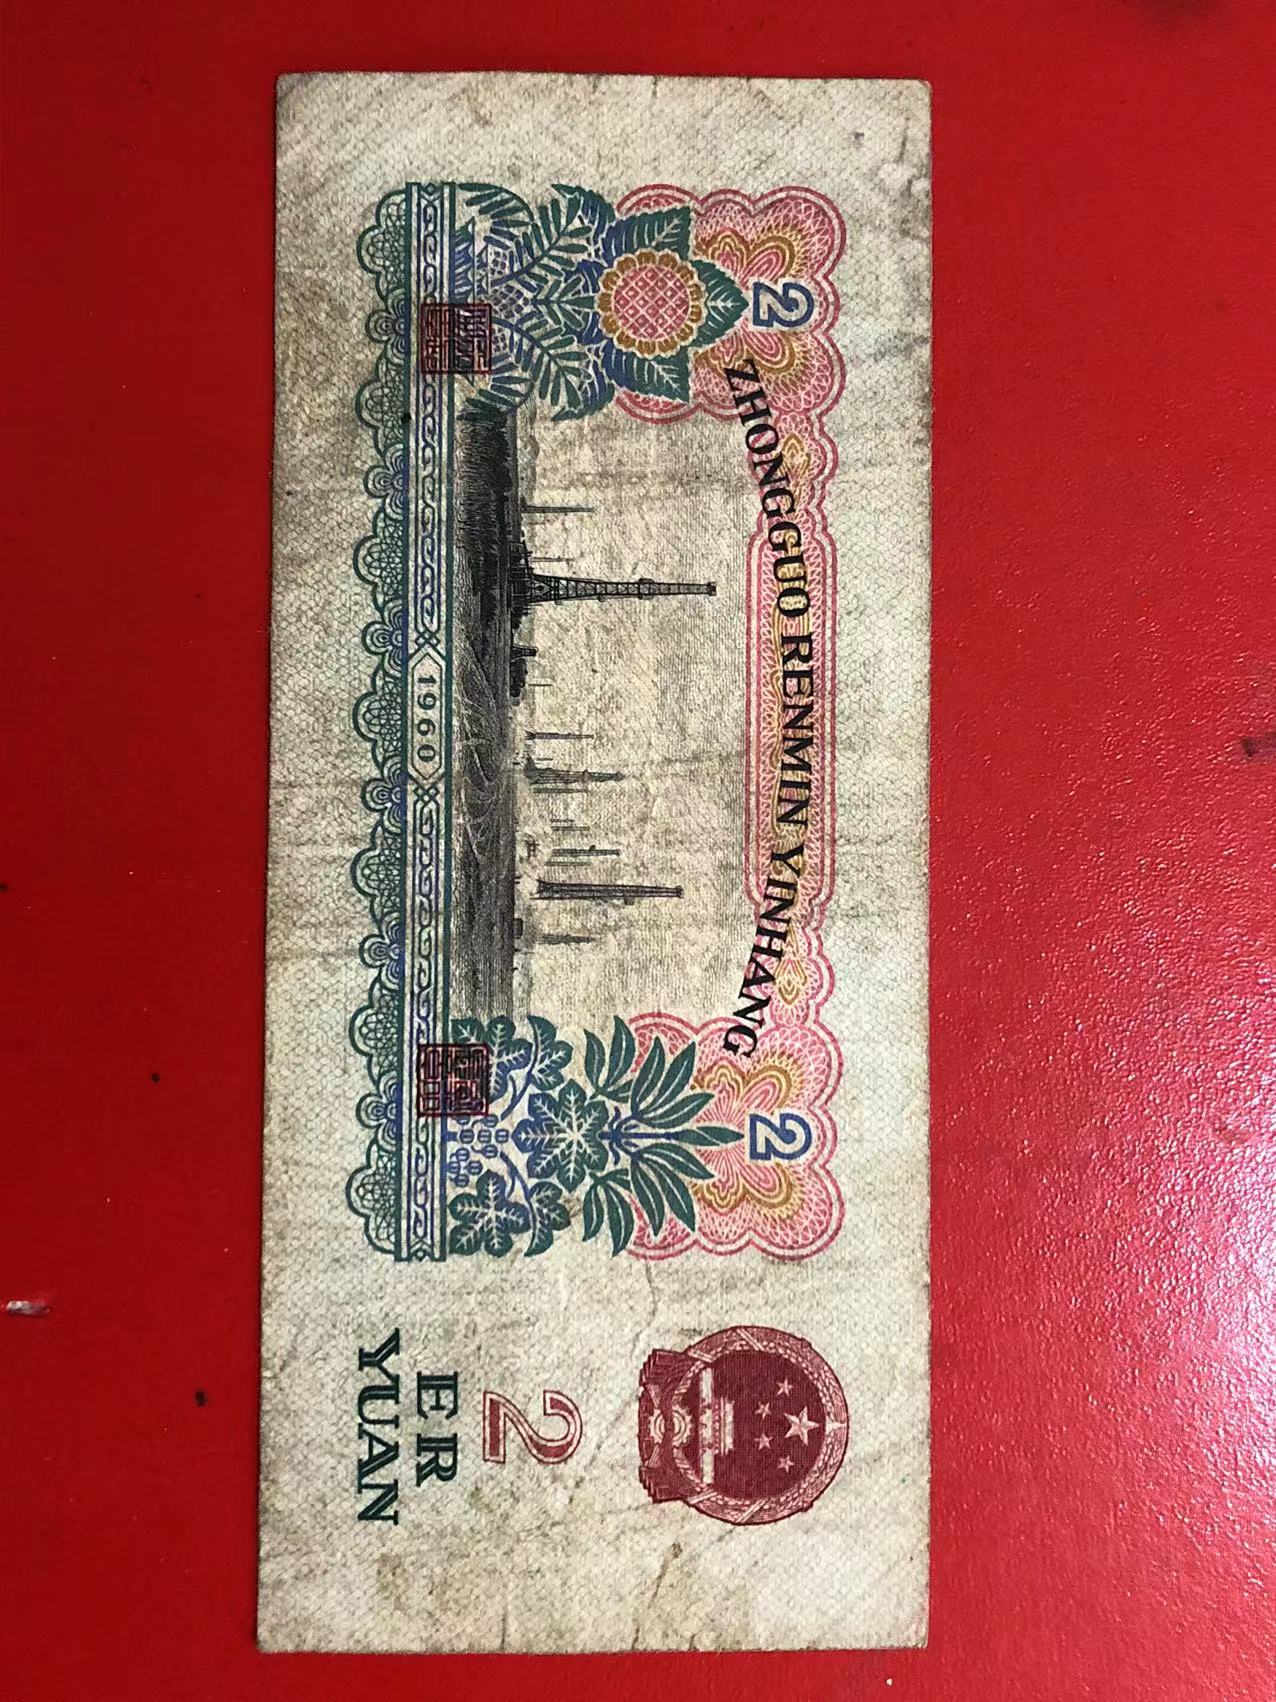 ZHONGGUO RENMIN YINHANG
2
2
1960
2
ER
YUAN